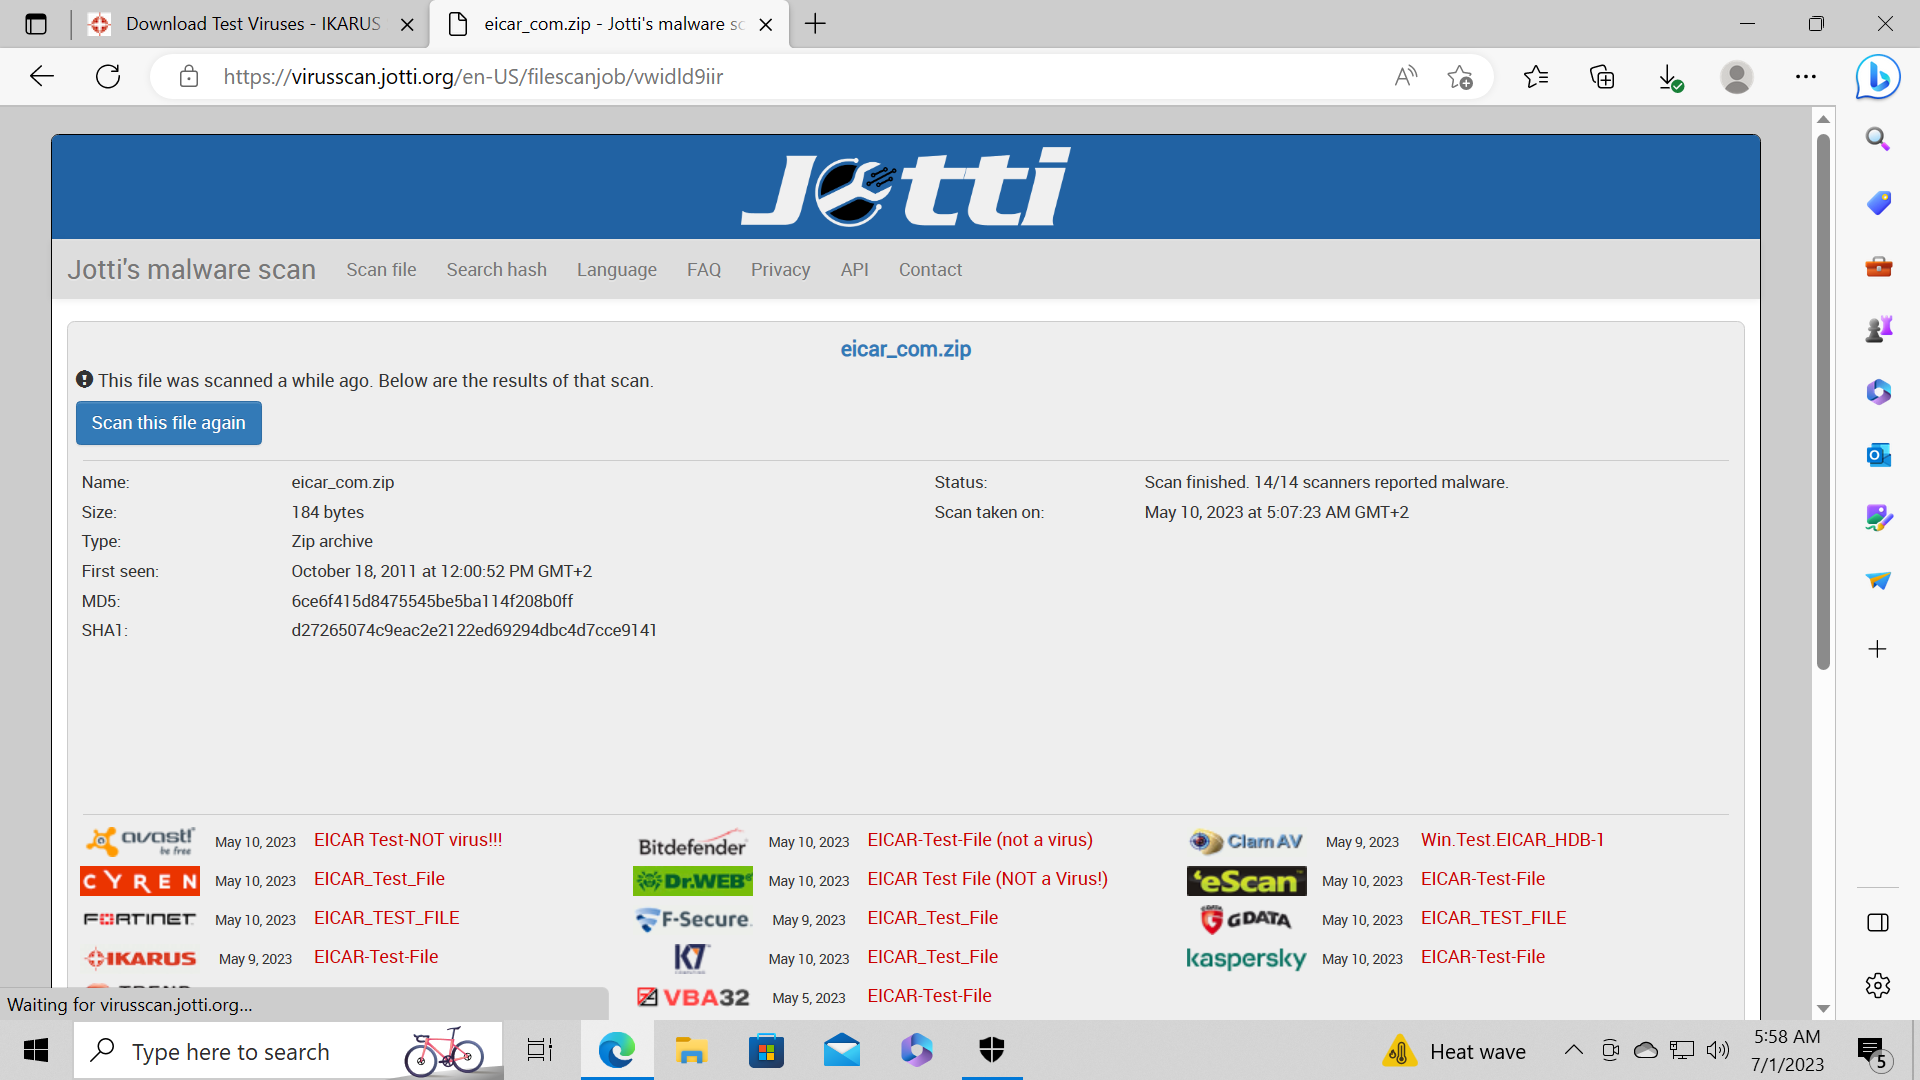 Download Test Viruses - IKARUS
eicar_com.zip - Jotti's malware sc
https://virusscan.jotti.org/en-US/filescanjob/vwidld9iir
Jotti
Jotti's malware scan Scan file Search hash Language FAQ Privacy API Contact
eicar_com.zip
This file was scanned a while ago. Below are the results of that scan.
Scan this file again
Name: eicar_com.zip Status: Scan finished. 14/14 scanners reported malware.
Size: 184 bytes Scan taken on: May 10, 2023 at 5:07:23 AM GMT+2
Type: Zip archive
First seen: October 18, 2011 at 12:00:52 PM GMT+2
MD5: 6ce6f415d8475545be5ba114f208b0ff
SHA1: d27265074c9eac2e2122ed69294dbc4d7cce9141
avast! be free May 10, 2023 EICAR Test-NOT virus!!! Bitdefender May 10, 2023 EICAR-Test-File (not a virus) ClamAV May 9, 2023 Win.Test.EICAR_HDB-1
CYREN May 10, 2023 EICAR_Test_File Dr.WEB May 10, 2023 EICAR Test File (NOT a Virus!) eScan May 10, 2023 EICAR-Test-File
FORTINET May 10, 2023 EICAR_TEST_FILE F-Secure. May 9, 2023 EICAR_Test_File G DATA May 10, 2023 EICAR_TEST_FILE
IKARUS May 9, 2023 EICAR-Test-File K7 May 10, 2023 EICAR_Test_File kaspersky May 10, 2023 EICAR-Test-File
VBA32 May 5, 2023 EICAR-Test-File
Waiting for virusscan.jotti.org...
Type here to search
Heat wave
5:58 AM
7/1/2023
5